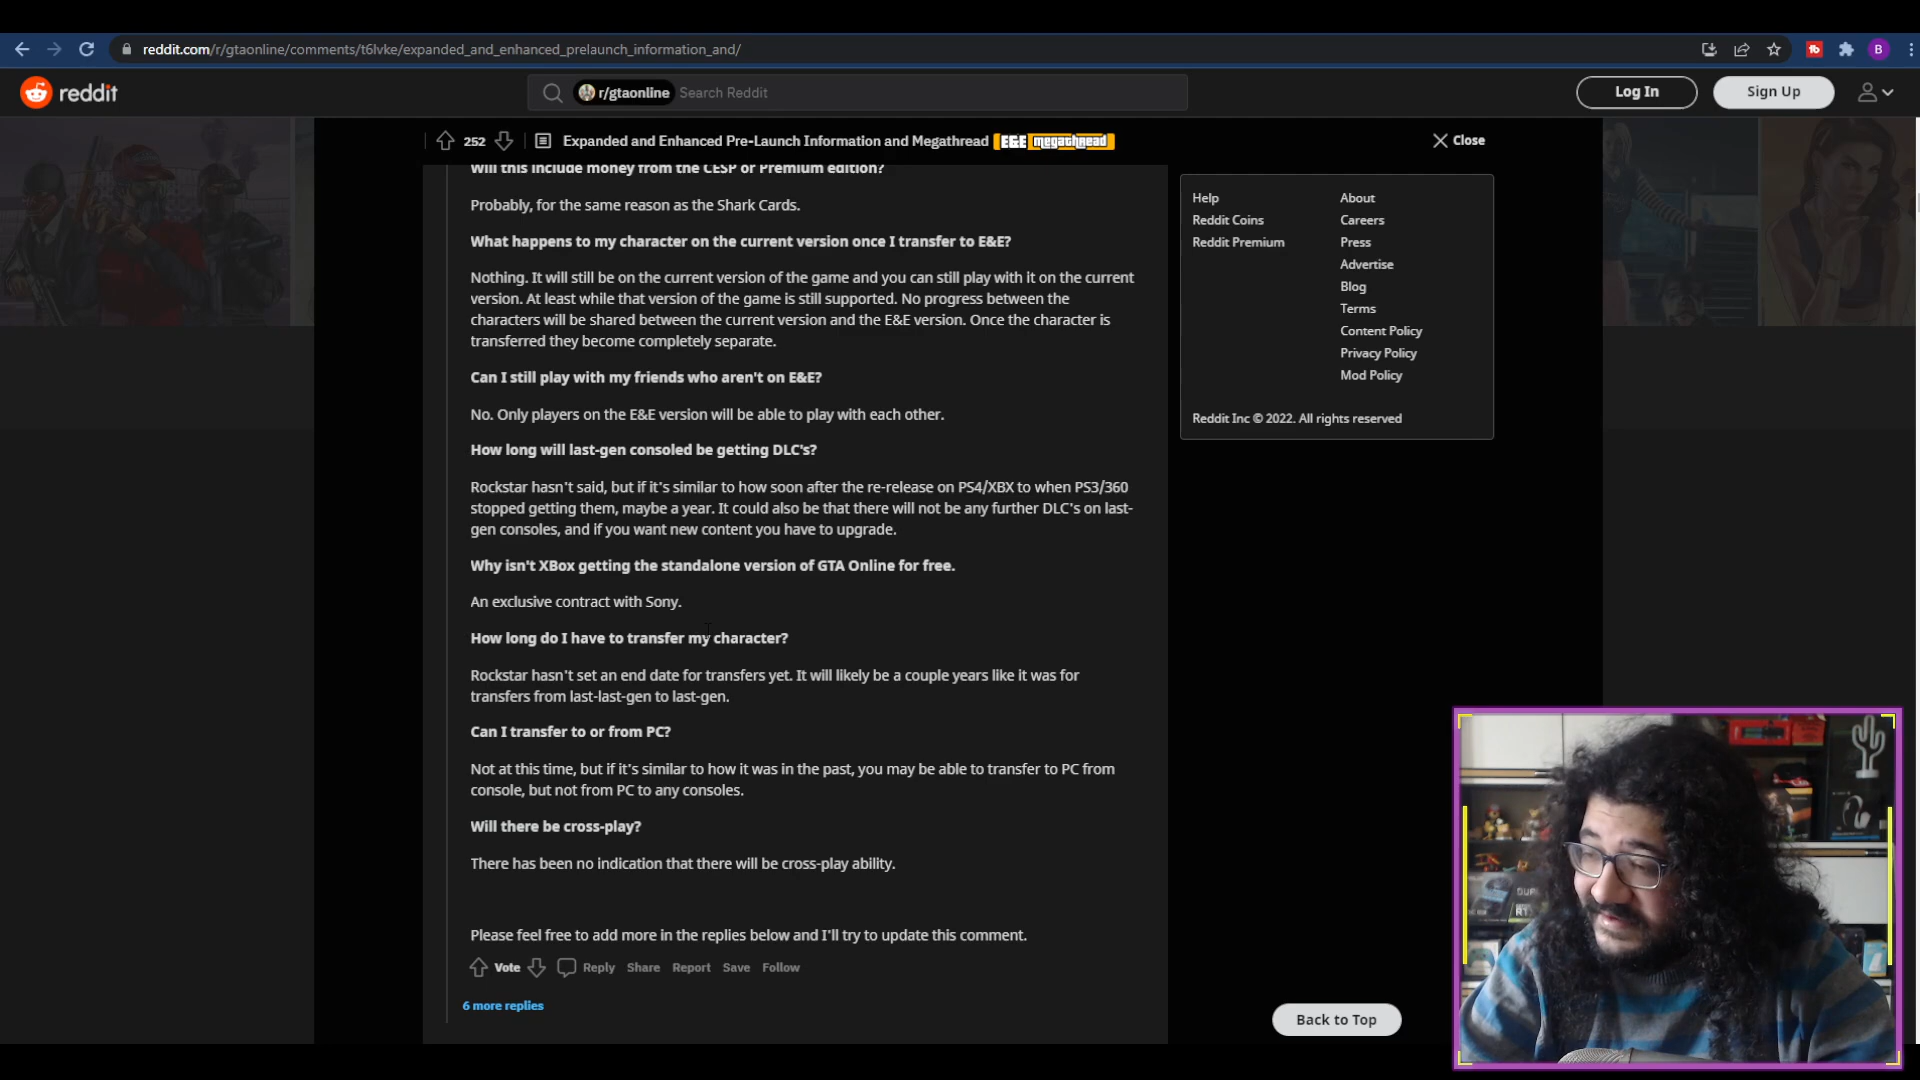 reddit.com/r/gtaonline/comments/t6lvke/expanded_and_enhanced_prelaunch_information_and/
B
reddit
r/gtaonline Search Reddit
Log In
Sign Up
252
Expanded and Enhanced Pre-Launch Information and Megathread E&E megathread
Close
Will this include money from the CESP or Premium edition?
Probably, for the same reason as the Shark Cards.
What happens to my character on the current version once I transfer to E&E?
Nothing. It will still be on the current version of the game and you can still play with it on the current
version. At least while that version of the game is still supported. No progress between the
characters will be shared between the current version and the E&E version. Once the character is
transferred they become completely separate.
Can I still play with my friends who aren't on E&E?
No. Only players on the E&E version will be able to play with each other.
How long will last-gen consoled be getting DLC's?
Rockstar hasn't said, but if it's similar to how soon after the re-release on PS4/XBX to when PS3/360
stopped getting them, maybe a year. It could also be that there will not be any further DLC's on last-
gen consoles, and if you want new content you have to upgrade.
Why isn't XBox getting the standalone version of GTA Online for free.
An exclusive contract with Sony.
How long do I have to transfer my character?
Rockstar hasn't set an end date for transfers yet. It will likely be a couple years like it was for
transfers from last-last-gen to last-gen.
Can I transfer to or from PC?
Not at this time, but if it's similar to how it was in the past, you may be able to transfer to PC from
console, but not from PC to any consoles.
Will there be cross-play?
There has been no indication that there will be cross-play ability.
Please feel free to add more in the replies below and I'll try to update this comment.
Vote Reply Share Report Save Follow
6 more replies
Help
Reddit Coins
Reddit Premium
About
Careers
Press
Advertise
Blog
Terms
Content Policy
Privacy Policy
Mod Policy
Reddit Inc © 2022. All rights reserved
Back to Top